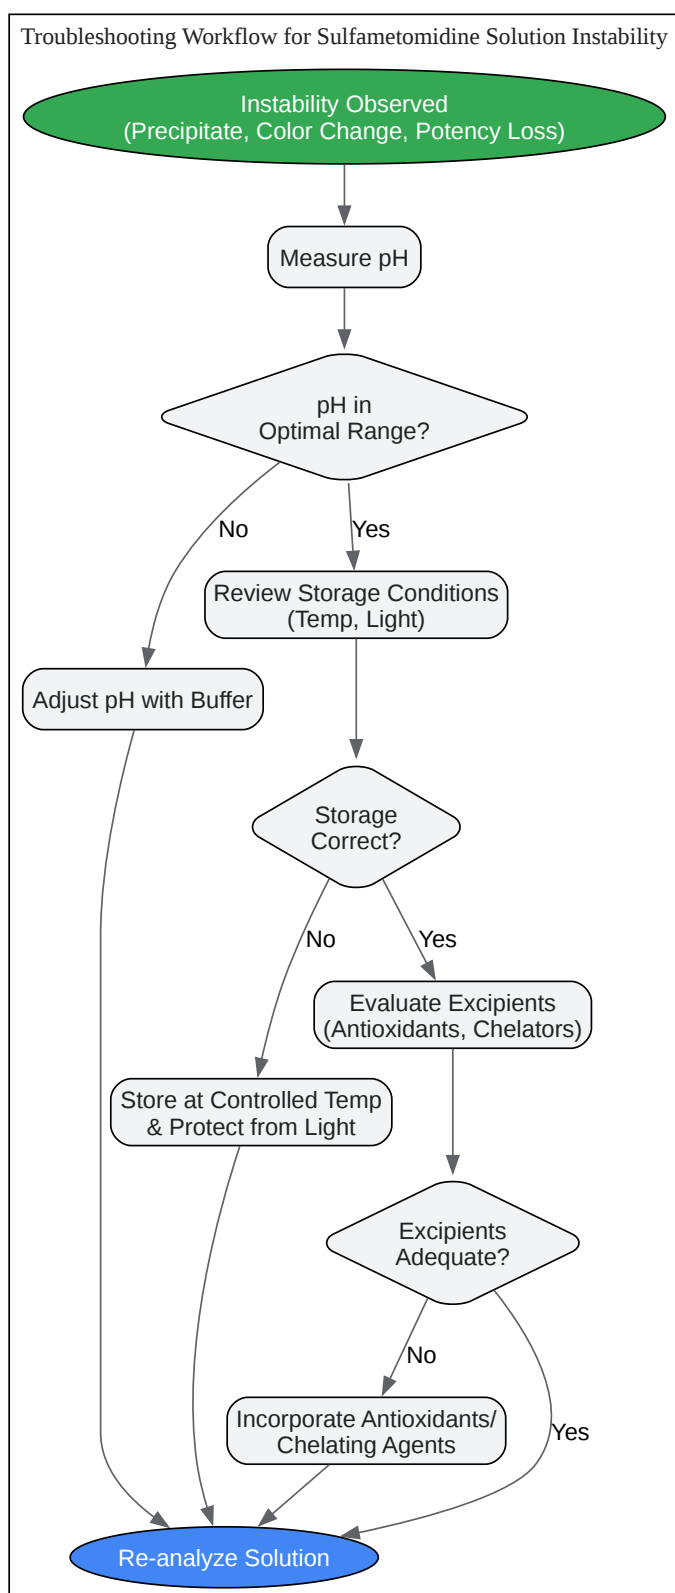 Troubleshooting Workflow for Sulfametomidine Solution Instability
Instability Observed
(Precipitate, Color Change, Potency Loss)
Measure pH
pH in
Optimal Range?
No
Yes
Review Storage Conditions
(Temp, Light)
Adjust pH with Buffer
Storage
Correct?
No
Yes
Evaluate Excipients
(Antioxidants, Chelators)
Store at Controlled Temp
& Protect from Light
Excipients
Adequate?
No
Yes
Incorporate Antioxidants/
Chelating Agents
Re-analyze Solution